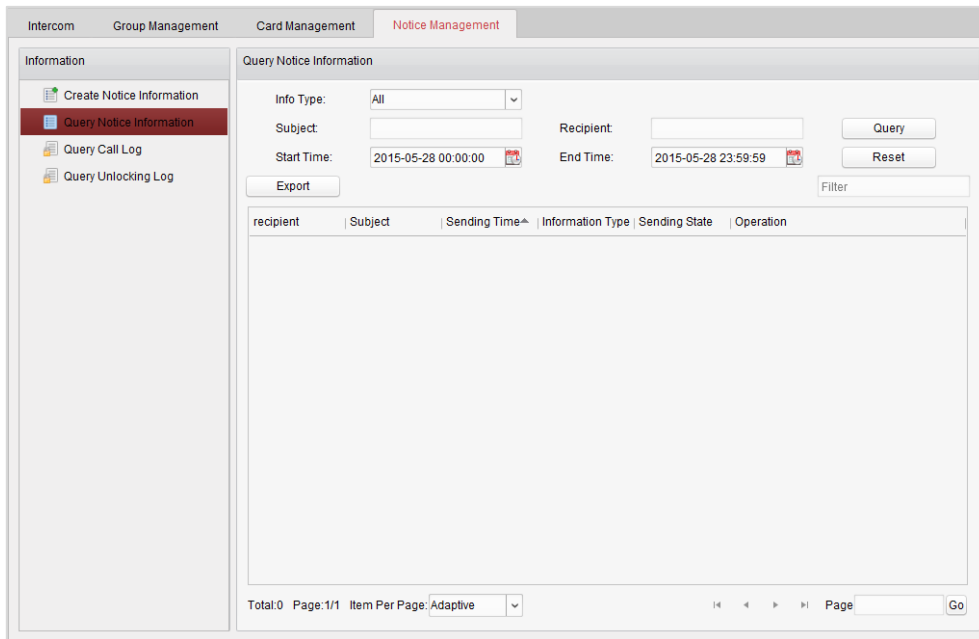 Intercom Group Management Card Management Notice Management
Information
Create Notice Information
Query Notice Information
Query Call Log
Query Unlocking Log
Query Notice Information
Info Type: All
Subject: Recipient: Query
Start Time: 2015-05-28 00:00:00 End Time: 2015-05-28 23:59:59 Reset
Export Filter
recipient Subject Sending Time Information Type Sending State Operation
Total:0 Page:1/1 Item Per Page: Adaptive Page Go